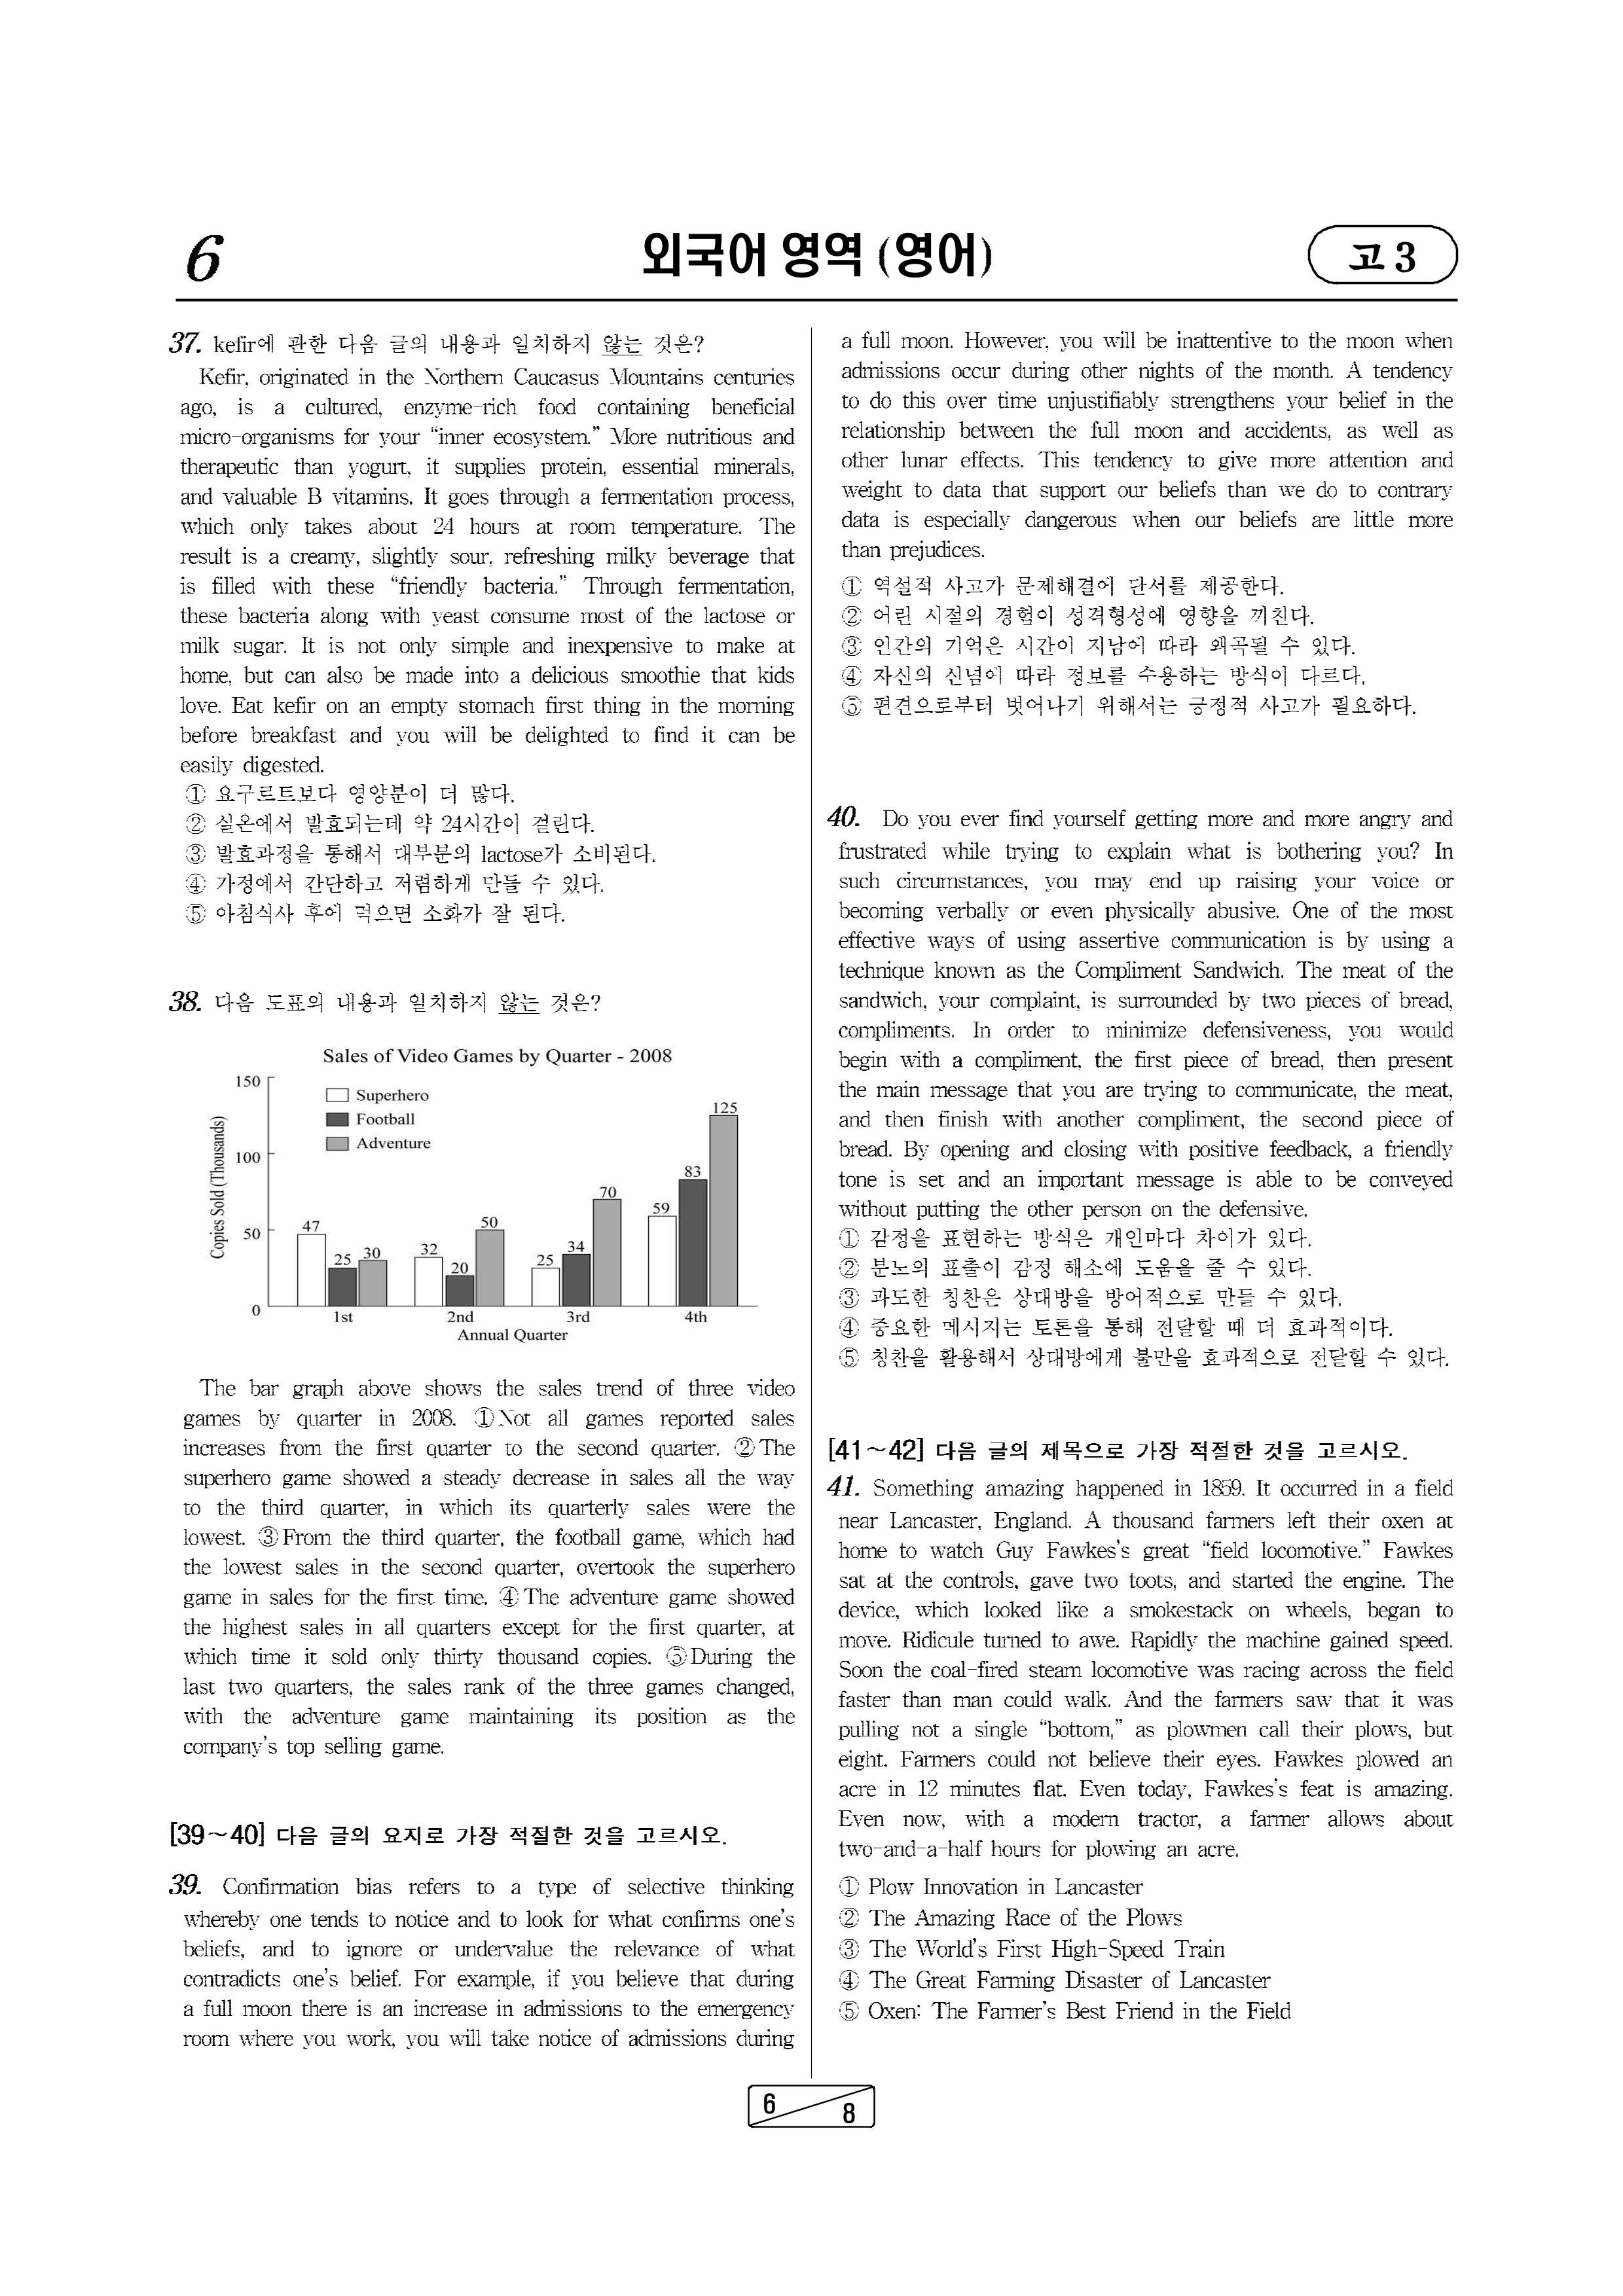 6
외국어 영역 (영어)
고 3
37. kefir에 관한 다음 글의 내용과 일치하지 않는 것은?
Kefir, originated in the Northern Caucasus Mountains centuries
ago, is a cultured, enzyme-rich food containing beneficial
micro-organisms for your “inner ecosystem.” More nutritious and
therapeutic than yogurt, it supplies protein, essential minerals,
and valuable B vitamins. It goes through a fermentation process,
which only takes about 24 hours at room temperature. The
result is a creamy, slightly sour, refreshing milky beverage that
is filled with these “friendly bacteria.” Through fermentation,
these bacteria along with yeast consume most of the lactose or
milk sugar. It is not only simple and inexpensive to make at
home, but can also be made into a delicious smoothie that kids
love. Eat kefir on an empty stomach first thing in the morning
before breakfast and you will be delighted to find it can be
easily digested.
① 요구르트보다 영양분이 더 많다.
② 실온에서 발효되는데 약 24시간이 걸린다.
③ 발효과정을 통해서 대부분의 lactose가 소비된다.
④ 가정에서 간단하고 저렴하게 만들 수 있다.
⑤ 아침식사 후에 먹으면 소화가 잘 된다.
38. 다음 도표의 내용과 일치하지 않는 것은?
Sales of Video Games by Quarter - 2008
Copies Sold (Thousands)
150
100
50
0
Superhero
Football
Adventure
47 25 30
32 20 50
25 34 70
59 83 125
1st 2nd 3rd 4th
Annual Quarter
The bar graph above shows the sales trend of three video
games by quarter in 2008. ①Not all games reported sales
increases from the first quarter to the second quarter. ②The
superhero game showed a steady decrease in sales all the way
to the third quarter, in which its quarterly sales were the
lowest. ③From the third quarter, the football game, which had
the lowest sales in the second quarter, overtook the superhero
game in sales for the first time. ④The adventure game showed
the highest sales in all quarters except for the first quarter, at
which time it sold only thirty thousand copies. ⑤During the
last two quarters, the sales rank of the three games changed,
with the adventure game maintaining its position as the
company’s top selling game.
[39～40] 다음 글의 요지로 가장 적절한 것을 고르시오.
39. Confirmation bias refers to a type of selective thinking
whereby one tends to notice and to look for what confirms one’s
beliefs, and to ignore or undervalue the relevance of what
contradicts one’s belief. For example, if you believe that during
a full moon there is an increase in admissions to the emergency
room where you work, you will take notice of admissions during
a full moon. However, you will be inattentive to the moon when
admissions occur during other nights of the month. A tendency
to do this over time unjustifiably strengthens your belief in the
relationship between the full moon and accidents, as well as
other lunar effects. This tendency to give more attention and
weight to data that support our beliefs than we do to contrary
data is especially dangerous when our beliefs are little more
than prejudices.
① 역설적 사고가 문제해결에 단서를 제공한다.
② 어린 시절의 경험이 성격형성에 영향을 끼친다.
③ 인간의 기억은 시간이 지남에 따라 왜곡될 수 있다.
④ 자신의 신념에 따라 정보를 수용하는 방식이 다르다.
⑤ 편견으로부터 벗어나기 위해서는 긍정적 사고가 필요하다.
40. Do you ever find yourself getting more and more angry and
frustrated while trying to explain what is bothering you? In
such circumstances, you may end up raising your voice or
becoming verbally or even physically abusive. One of the most
effective ways of using assertive communication is by using a
technique known as the Compliment Sandwich. The meat of the
sandwich, your complaint, is surrounded by two pieces of bread,
compliments. In order to minimize defensiveness, you would
begin with a compliment, the first piece of bread, then present
the main message that you are trying to communicate, the meat,
and then finish with another compliment, the second piece of
bread. By opening and closing with positive feedback, a friendly
tone is set and an important message is able to be conveyed
without putting the other person on the defensive.
① 감정을 표현하는 방식은 개인마다 차이가 있다.
② 분노의 표출이 감정 해소에 도움을 줄 수 있다.
③ 과도한 칭찬은 상대방을 방어적으로 만들 수 있다.
④ 중요한 메시지는 토론을 통해 전달할 때 더 효과적이다.
⑤ 칭찬을 활용해서 상대방에게 불만을 효과적으로 전달할 수 있다.
[41～42] 다음 글의 제목으로 가장 적절한 것을 고르시오.
41. Something amazing happened in 1859. It occurred in a field
near Lancaster, England. A thousand farmers left their oxen at
home to watch Guy Fawkes’s great “field locomotive.” Fawkes
sat at the controls, gave two toots, and started the engine. The
device, which looked like a smokestack on wheels, began to
move. Ridicule turned to awe. Rapidly the machine gained speed.
Soon the coal-fired steam locomotive was racing across the field
faster than man could walk. And the farmers saw that it was
pulling not a single “bottom,” as plowmen call their plows, but
eight. Farmers could not believe their eyes. Fawkes plowed an
acre in 12 minutes flat. Even today, Fawkes’s feat is amazing.
Even now, with a modern tractor, a farmer allows about
two-and-a-half hours for plowing an acre.
① Plow Innovation in Lancaster
② The Amazing Race of the Plows
③ The World’s First High-Speed Train
④ The Great Farming Disaster of Lancaster
⑤ Oxen: The Farmer’s Best Friend in the Field
6
8